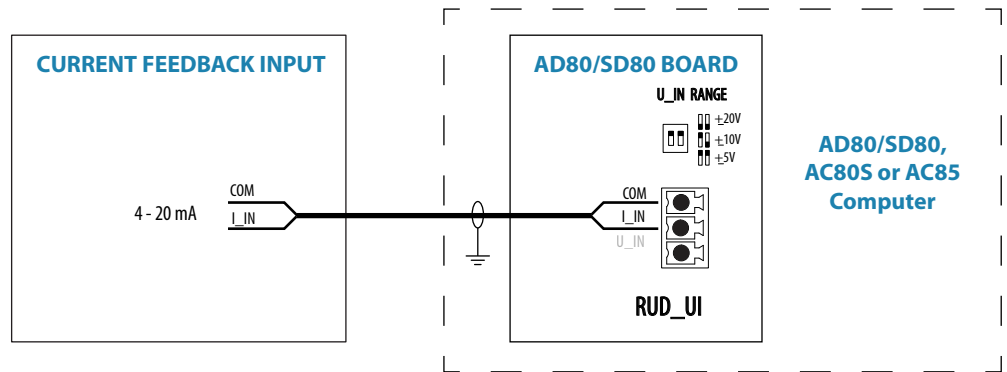 CURRENT FEEDBACK INPUT
4 - 20 mA
COM
I_IN
AD80/SD80 BOARD
U_IN RANGE
±20V
±10V
±5V
COM
I_IN
U_IN
RUD_UI
AD80/SD80,
AC80S or AC85
Computer